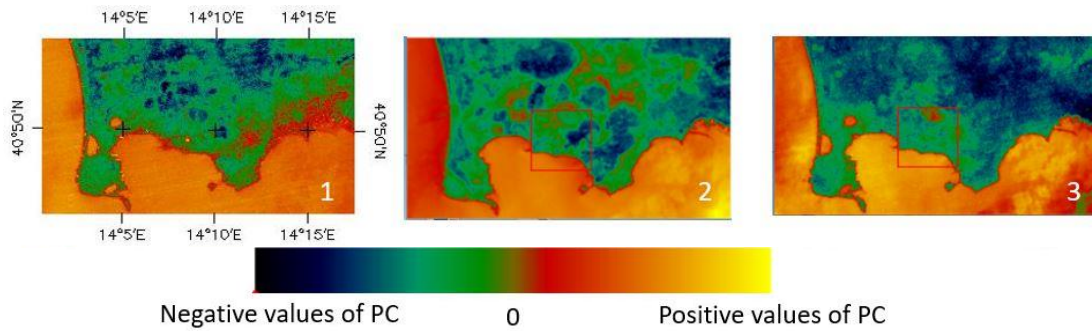 14°5'E 14°10'E 14°15'E
40°50'N
1
40°50'N
2
3
14°5'E 14°10'E 14°15'E
Negative values of PC 0 Positive values of PC